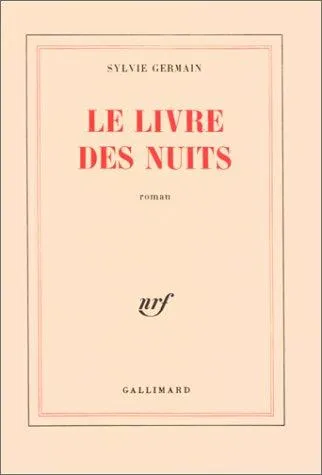 SYLVIE GERMAIN
LE LIVRE
DES NUITS
roman
nrf
GALLIMARD